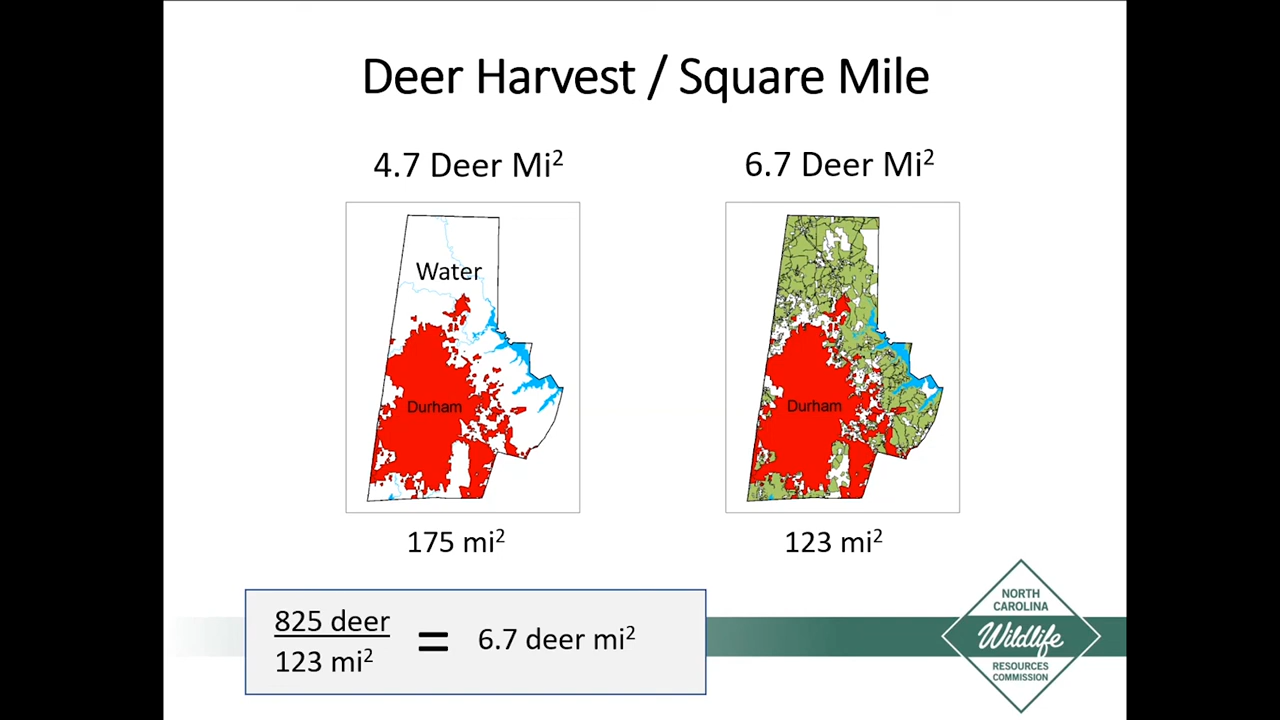 Deer Harvest / Square Mile
4.7 Deer Mi²
6.7 Deer Mi²
Water
Durham
Durham
175 mi²
123 mi²
825 deer
123 mi²
=
6.7 deer mi²
NORTH
CAROLINA
Wildlife
RESOURCES
COMMISSION